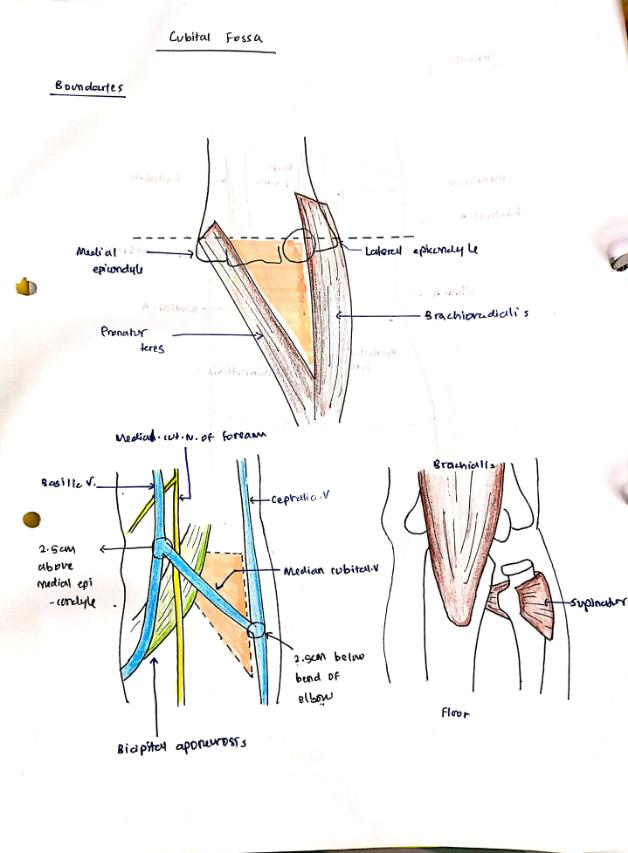 Cubital Fossa
Boundaries
Medial
epicondyle
Lateral epicondyle
Pronatur
teres
Brachioradialis
Medial.cut.N.of forearm
Basilic V.
Cephalic.V
2.5cm
above
medial epi
-condyle
Median cubital.V
2.5cm below
bend of
elbow
Bicipital aponeurosis
Brachialis
Supinator
Floor